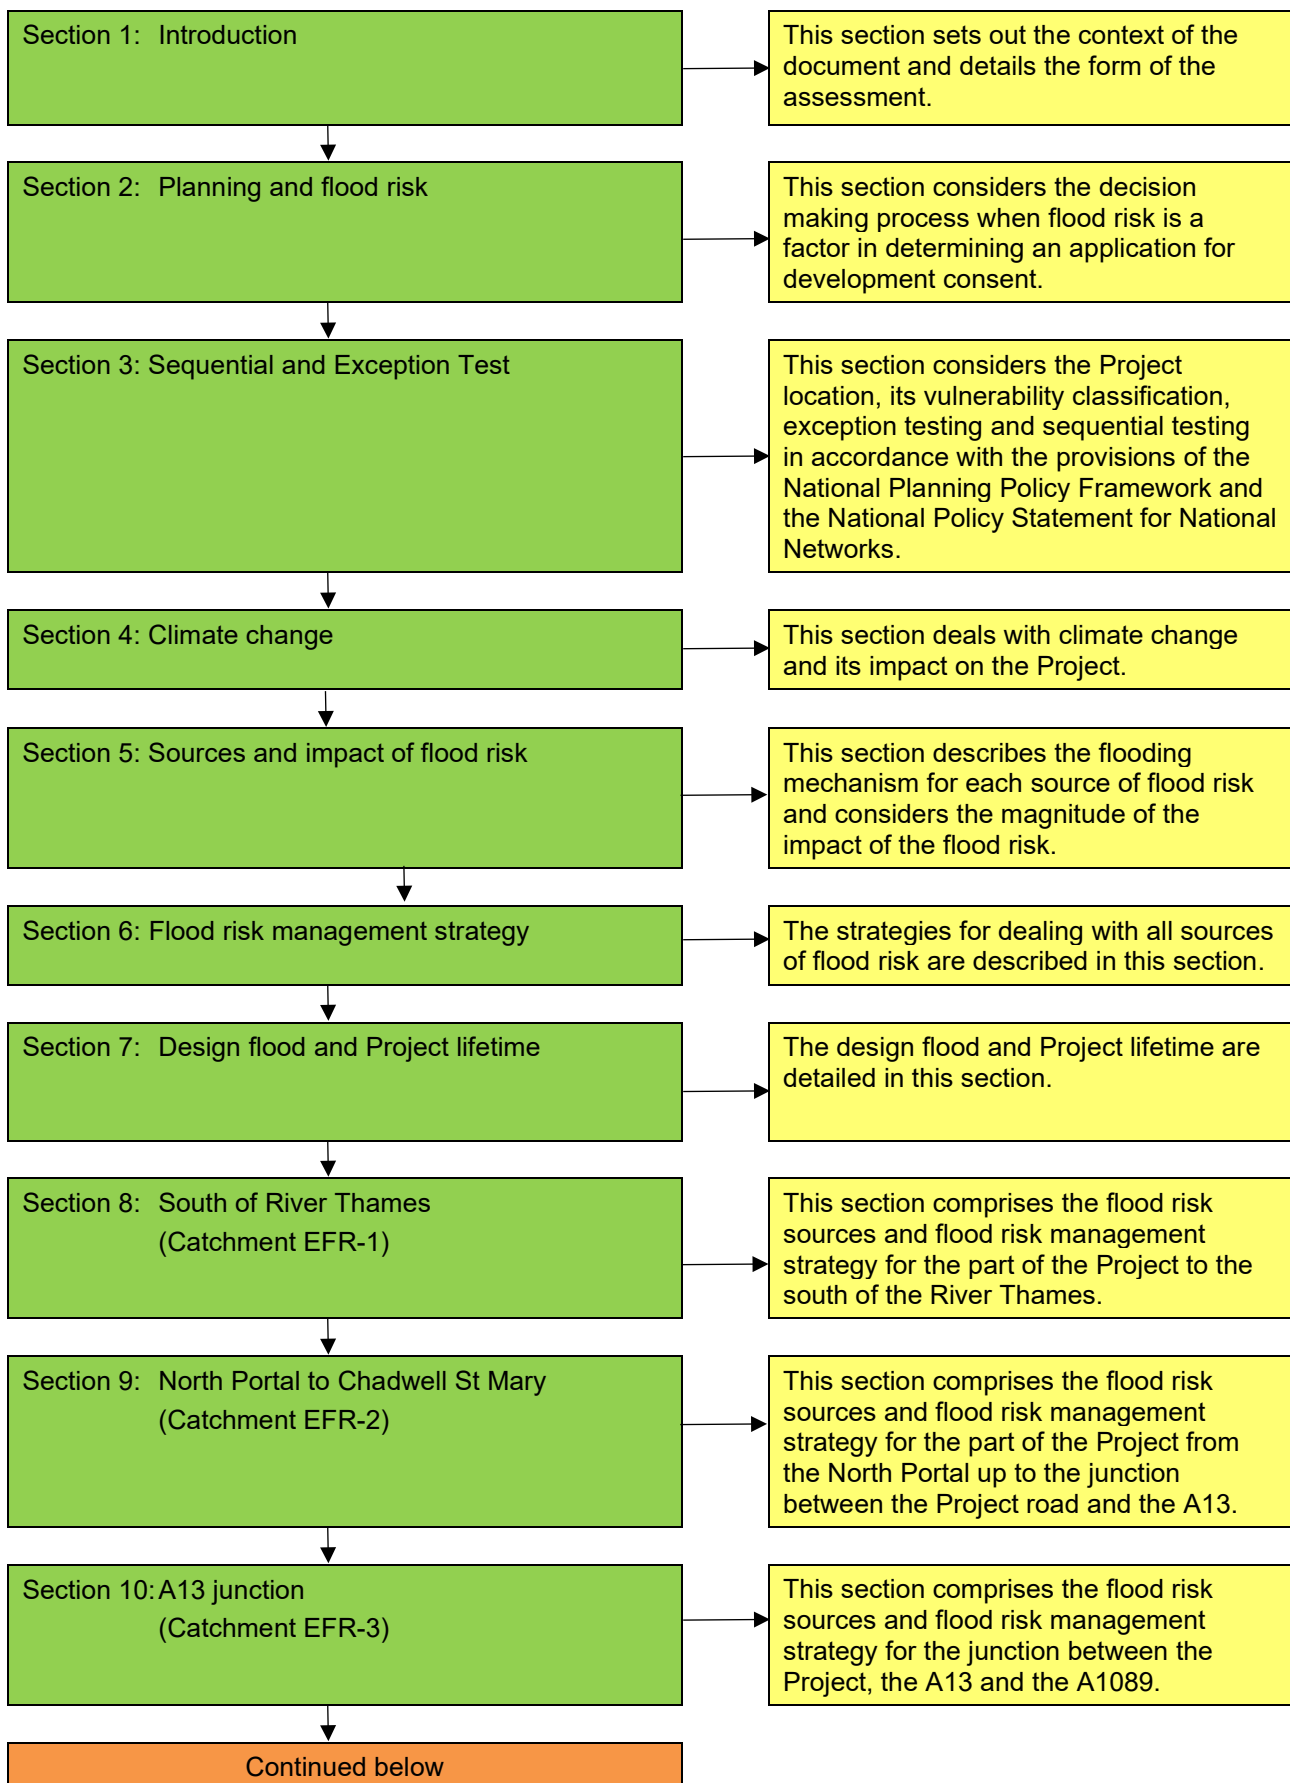 Section 1: Introduction
This section sets out the context of the
document and details the form of the
assessment.
Section 2: Planning and flood risk
This section considers the decision
making process when flood risk is a
factor in determining an application for
development consent.
Section 3: Sequential and Exception Test
This section considers the Project
location, its vulnerability classification,
exception testing and sequential testing
in accordance with the provisions of the
National Planning Policy Framework and
the National Policy Statement for National
Networks.
Section 4: Climate change
This section deals with climate change
and its impact on the Project.
Section 5: Sources and impact of flood risk
This section describes the flooding
mechanism for each source of flood risk
and considers the magnitude of the
impact of the flood risk.
Section 6: Flood risk management strategy
The strategies for dealing with all sources
of flood risk are described in this section.
Section 7: Design flood and Project lifetime
The design flood and Project lifetime are
detailed in this section.
Section 8: South of River Thames
(Catchment EFR-1)
This section comprises the flood risk
sources and flood risk management
strategy for the part of the Project to the
south of the River Thames.
Section 9: North Portal to Chadwell St Mary
(Catchment EFR-2)
This section comprises the flood risk
sources and flood risk management
strategy for the part of the Project from
the North Portal up to the junction
between the Project road and the A13.
Section 10: A13 junction
(Catchment EFR-3)
This section comprises the flood risk
sources and flood risk management
strategy for the junction between the
Project, the A13 and the A1089.
Continued below